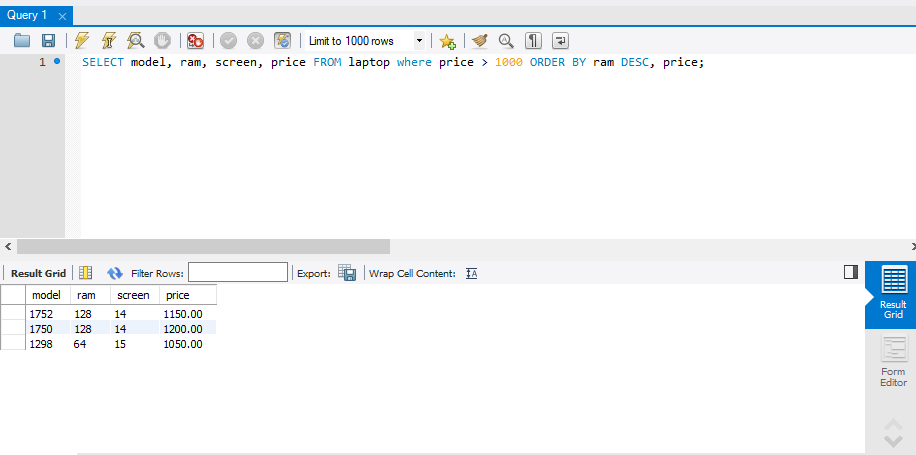 Query 1
Limit to 1000 rows
1 SELECT model, ram, screen, price FROM laptop where price > 1000 ORDER BY ram DESC, price;
Result Grid Filter Rows: Export: Wrap Cell Content:
model ram screen price
1752 128 14 1150.00
1750 128 14 1200.00
1298 64 15 1050.00
Result
Grid
Form
Editor